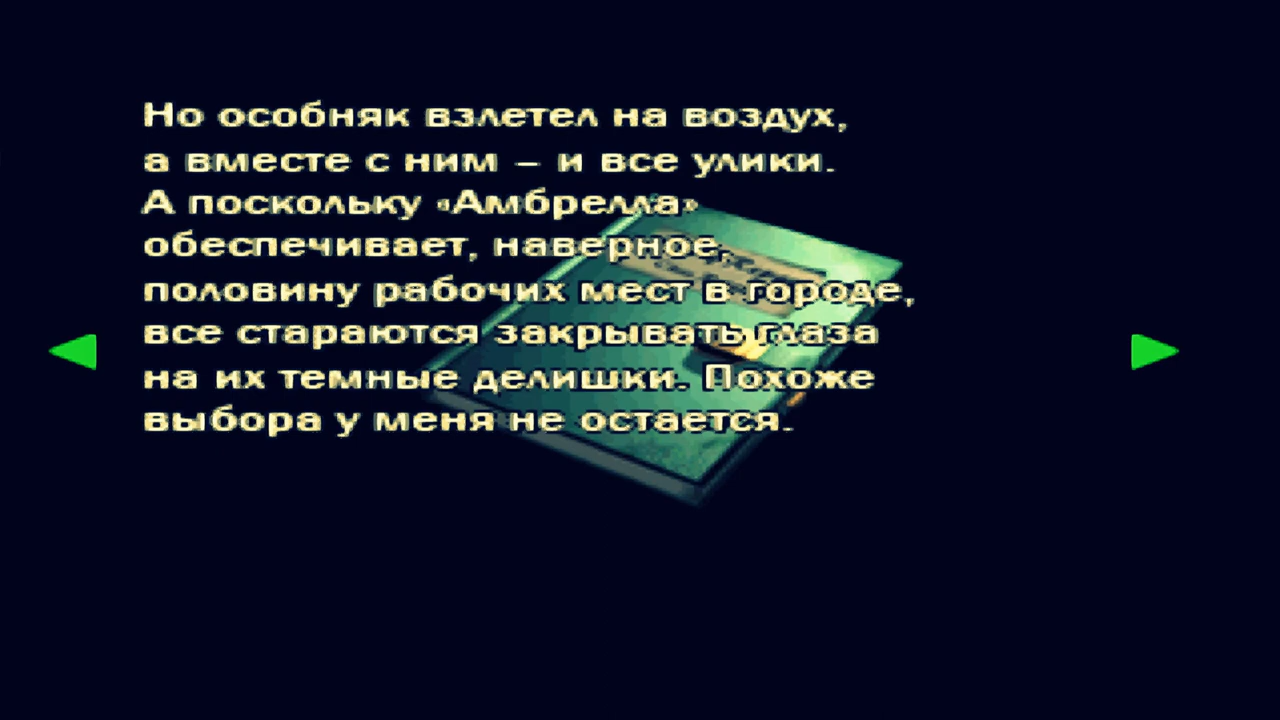 Но особняк взлетел на воздух,
а вместе с ним – и все улики.
А поскольку «Амбрелла»
обеспечивает, наверное,
половину рабочих мест в городе,
все стараются закрывать глаза
на их темные делишки. Похоже
выбора у меня не остается.